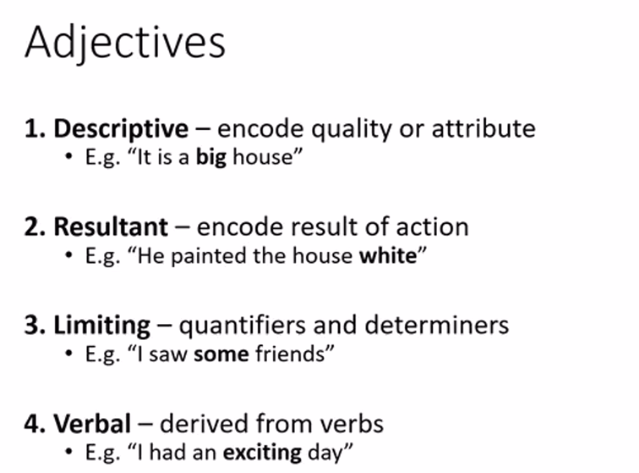 Adjectives
1. Descriptive – encode quality or attribute
• E.g. “It is a big house”
2. Resultant – encode result of action
• E.g. “He painted the house white”
3. Limiting – quantifiers and determiners
• E.g. “I saw some friends”
4. Verbal – derived from verbs
• E.g. “I had an exciting day”